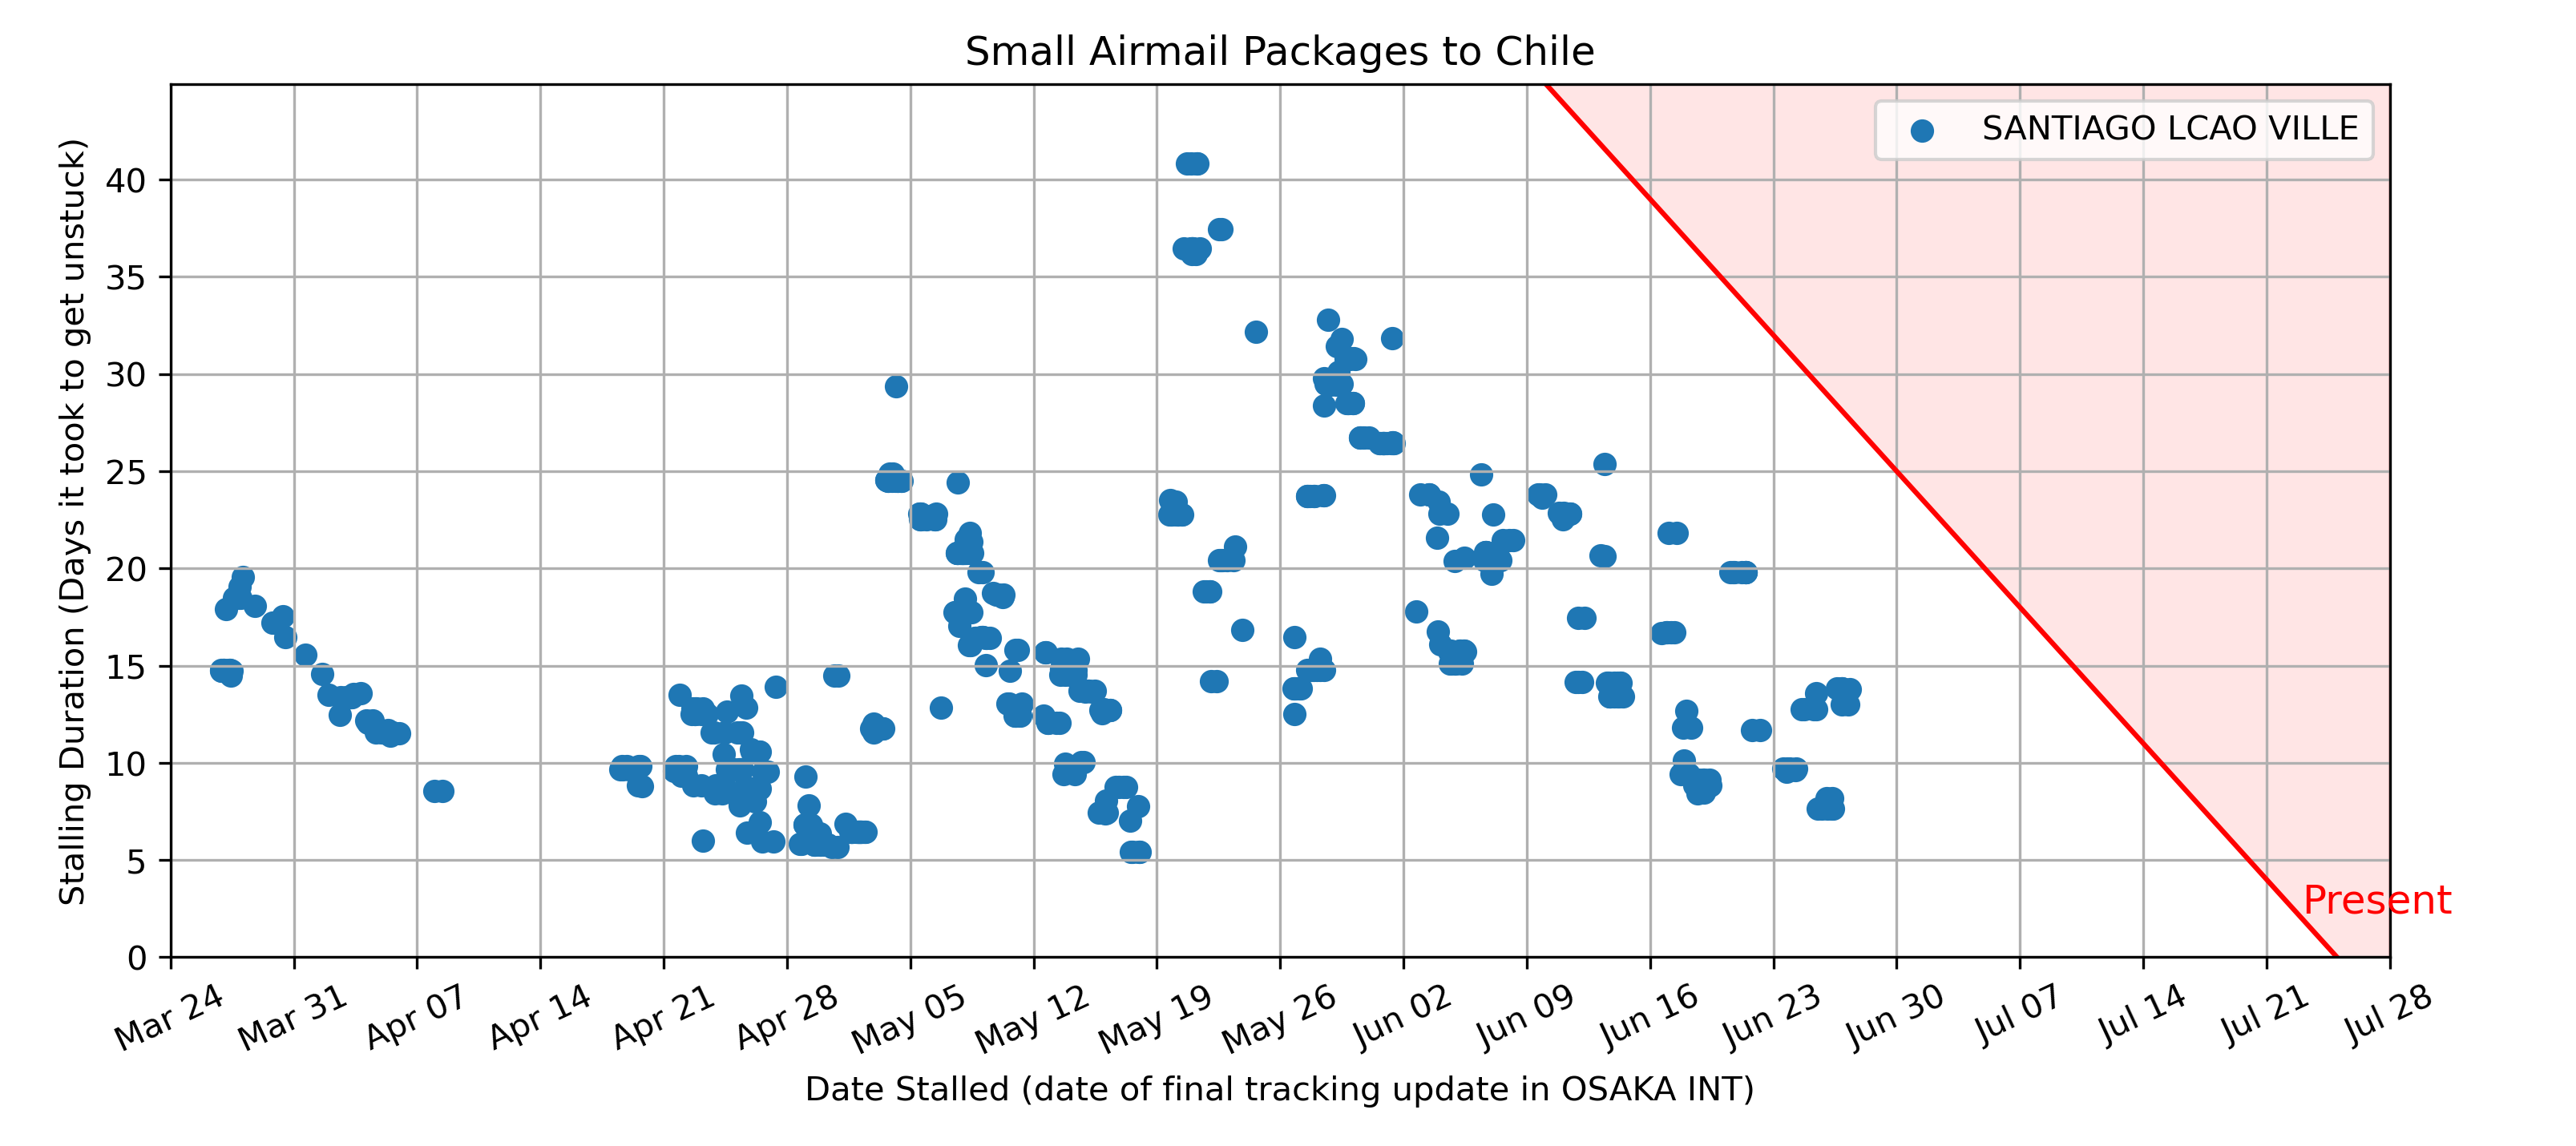 Small Airmail Packages to Chile
SANTIAGO LCAO VILLE
Stalling Duration (Days it took to get unstuck)
40
35
30
25
20
15
10
5
0
Present
Mar 24
Mar 31
Apr 07
Apr 14
Apr 21
Apr 28
May 05
May 12
May 19
May 26
Jun 02
Jun 09
Jun 16
Jun 23
Jun 30
Jul 07
Jul 14
Jul 21
Jul 28
Date Stalled (date of final tracking update in OSAKA INT)